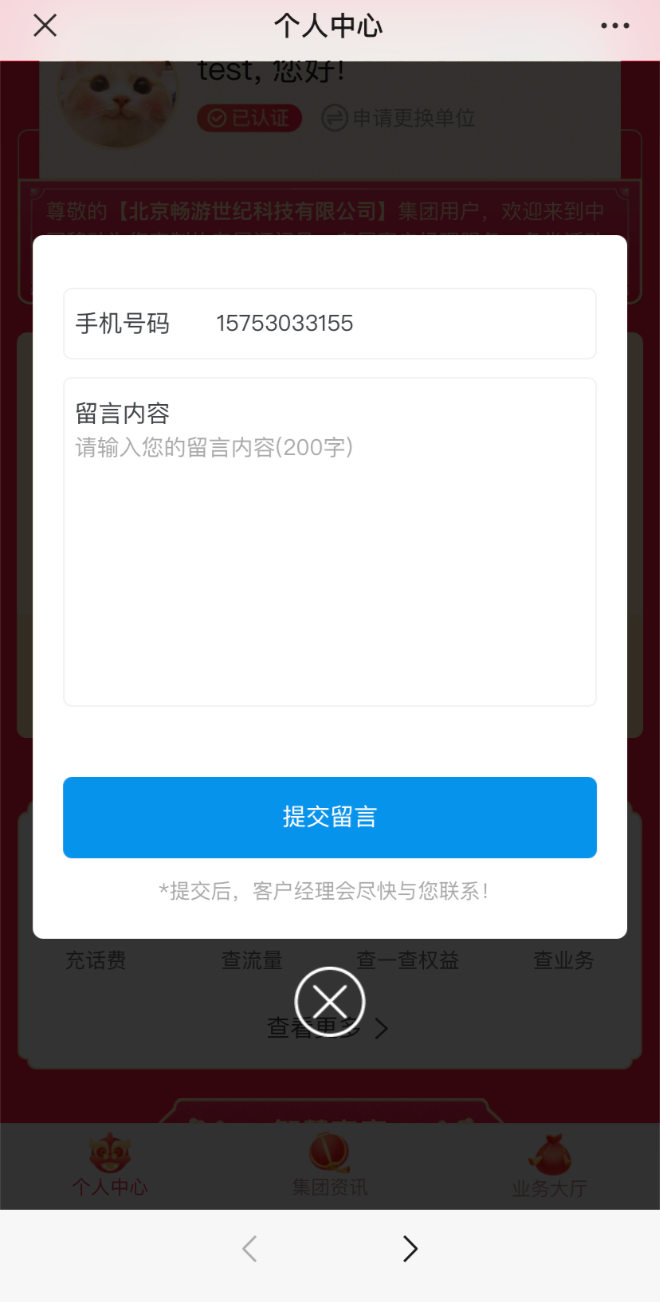 个人中心
test, 您好!
已认证
申请更换单位
尊敬的【北京畅游世纪科技有限公司】集团用户，欢迎来到中
手机号码 15753033155
留言内容
请输入您的留言内容(200字)
提交留言
*提交后，客户经理会尽快与您联系！
充话费 查流量 查一查权益 查业务
查看更多
个人中心 集团资讯 业务大厅